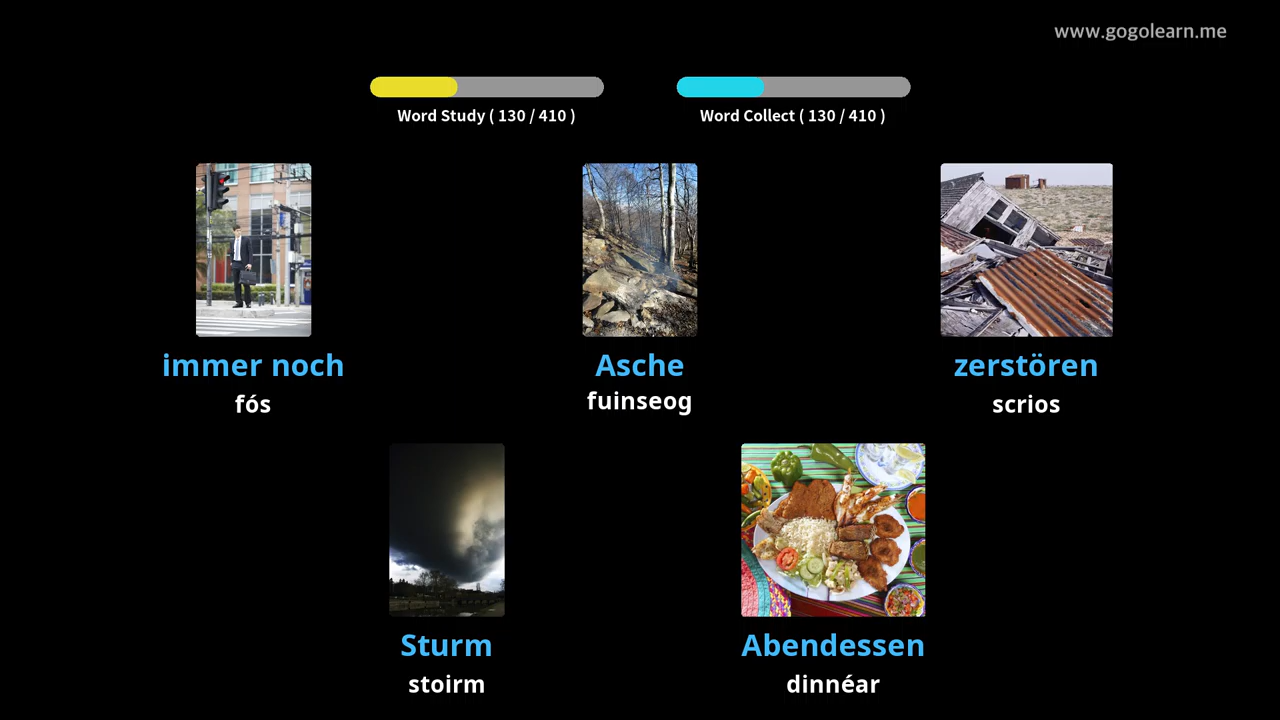 www.gogolearn.me
Word Study ( 130 / 410 )
Word Collect ( 130 / 410 )
immer noch
fós
Asche
fuinseog
zerstören
scrios
Sturm
stoirm
Abendessen
dinnéar